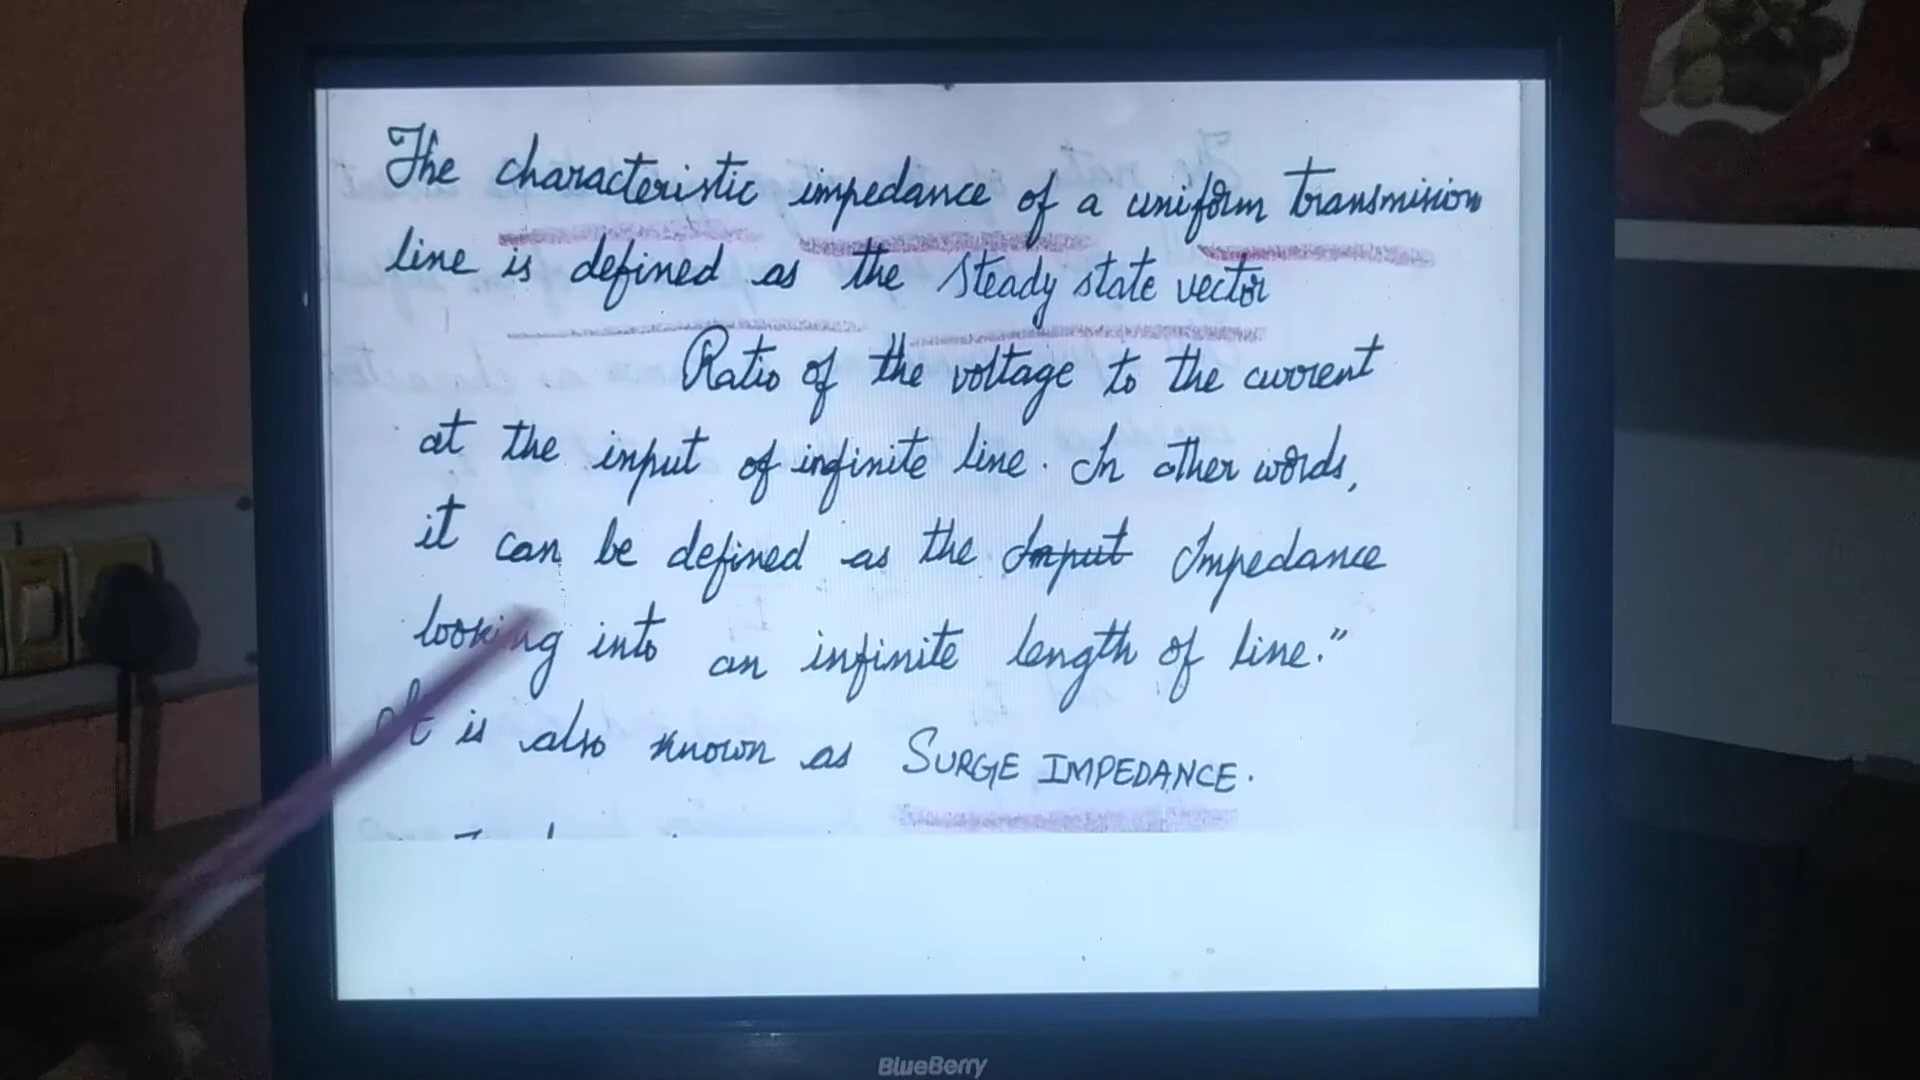 The characteristic impedance of a uniform transmission
line is defined as the steady state vector
Ratio of the voltage to the current
at the input of infinite line. In other words,
it can be defined as the Input Impedance
looking into an infinite length of line."
It is also known as SURGE IMPEDANCE.
BlueBerry